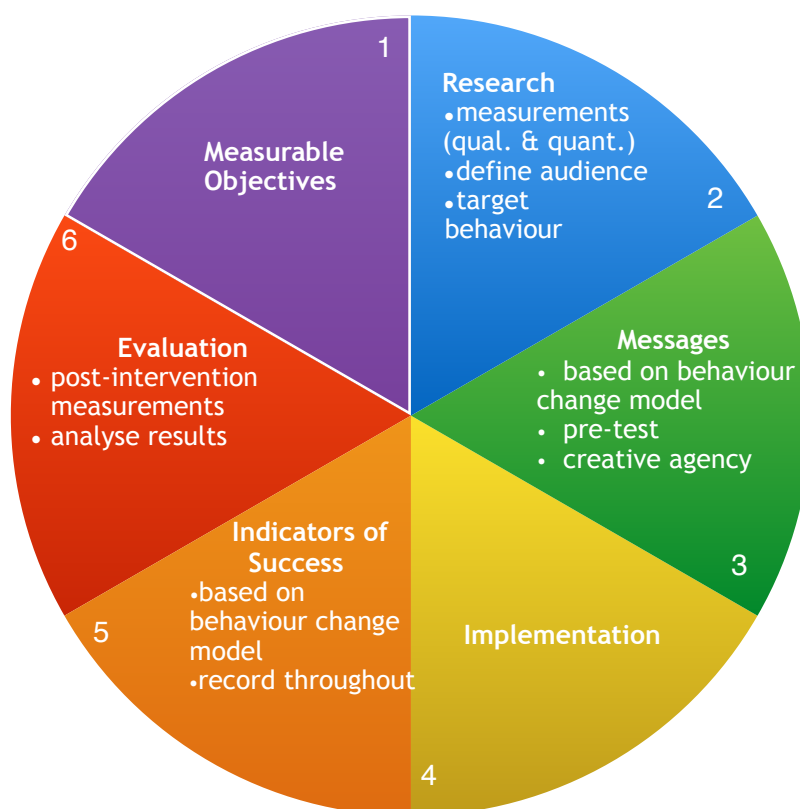 1
Measurable
Objectives
Research
•measurements
(qual. & quant.)
•define audience
•target
behaviour
2
Messages
• based on behaviour
change model
• pre-test
• creative agency
3
Implementation
4
Indicators of
Success
•based on
behaviour change
model
•record throughout
5
6
Evaluation
• post-intervention
measurements
• analyse results